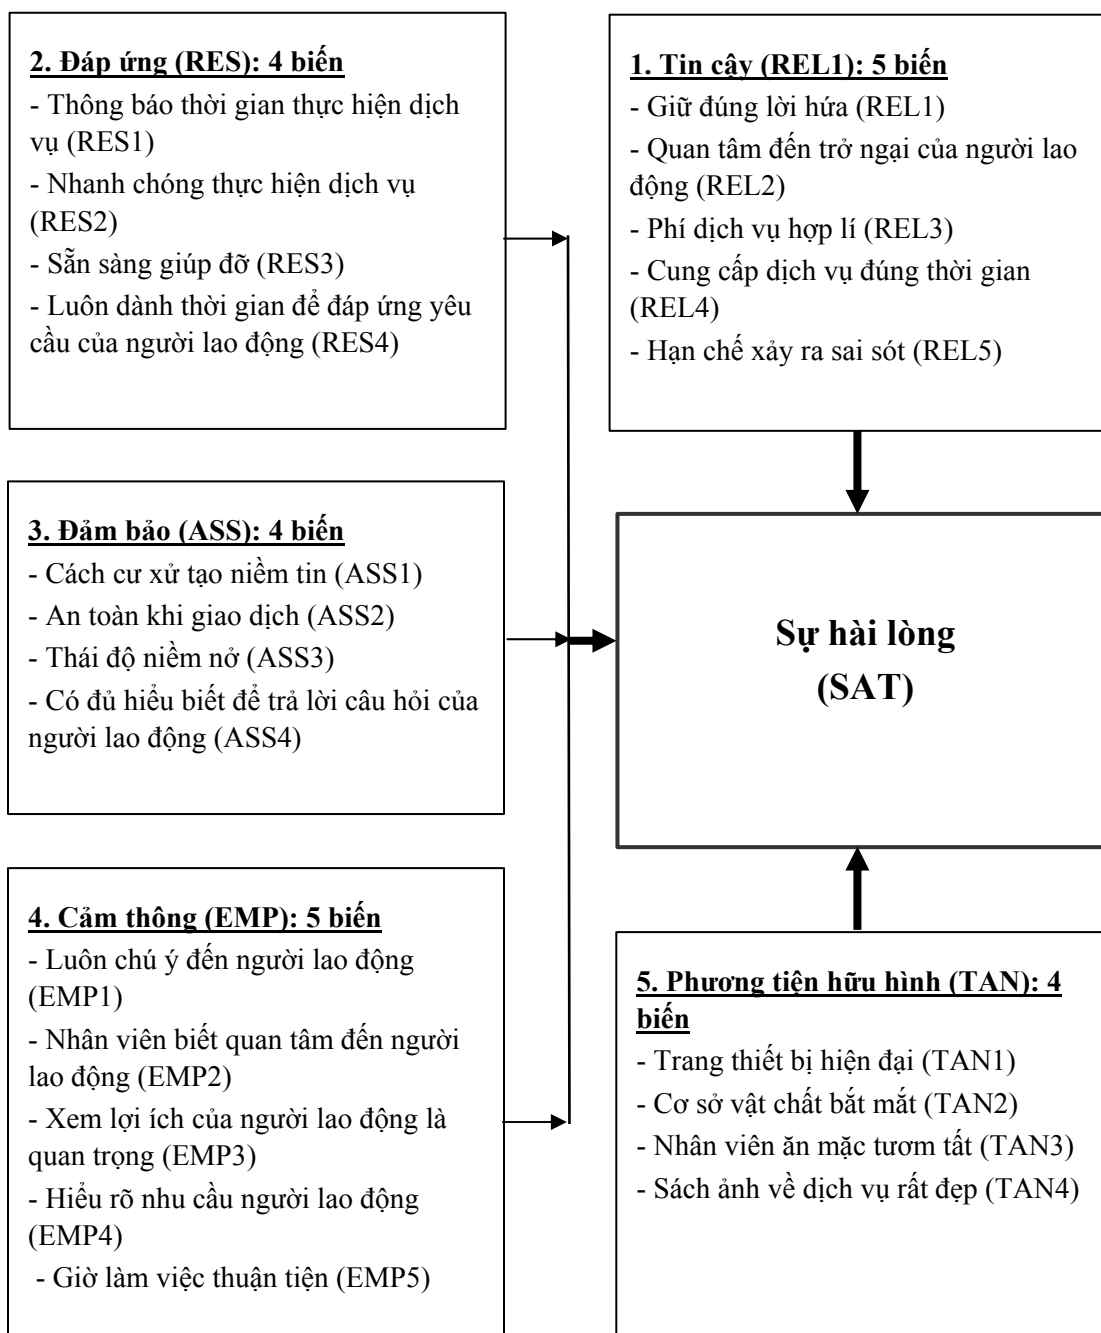 2. Đáp ứng (RES): 4 biến
- Thông báo thời gian thực hiện dịch
vụ (RES1)
- Nhanh chóng thực hiện dịch vụ
(RES2)
- Sẵn sàng giúp đỡ (RES3)
- Luôn dành thời gian để đáp ứng yêu
cầu của người lao động (RES4)
1. Tin cậy (REL1): 5 biến
- Giữ đúng lời hứa (REL1)
- Quan tâm đến trở ngại của người lao
động (REL2)
- Phí dịch vụ hợp lí (REL3)
- Cung cấp dịch vụ đúng thời gian
(REL4)
- Hạn chế xảy ra sai sót (REL5)
3. Đảm bảo (ASS): 4 biến
- Cách cư xử tạo niềm tin (ASS1)
- An toàn khi giao dịch (ASS2)
- Thái độ niềm nở (ASS3)
- Có đủ hiểu biết để trả lời câu hỏi của
người lao động (ASS4)
Sự hài lòng
(SAT)
4. Cảm thông (EMP): 5 biến
- Luôn chú ý đến người lao động
(EMP1)
- Nhân viên biết quan tâm đến người
lao động (EMP2)
- Xem lợi ích của người lao động là
quan trọng (EMP3)
- Hiểu rõ nhu cầu người lao động
(EMP4)
- Giờ làm việc thuận tiện (EMP5)
5. Phương tiện hữu hình (TAN): 4
biến
- Trang thiết bị hiện đại (TAN1)
- Cơ sở vật chất bắt mắt (TAN2)
- Nhân viên ăn mặc tươm tất (TAN3)
- Sách ảnh về dịch vụ rất đẹp (TAN4)